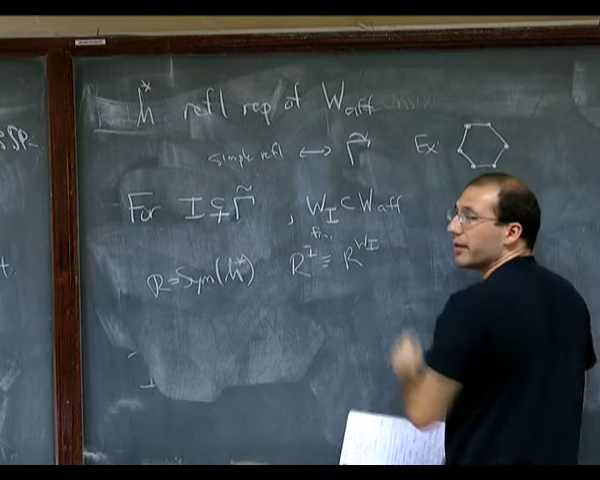 𝔥* refl rep of W_aff
simple refl ↔ Γ̃ Ex:
For I ⊊ Γ̃ , W_I ⊂ W_aff
fin.
R = Sym(𝔥*) R^I ≡ R^{W_I}